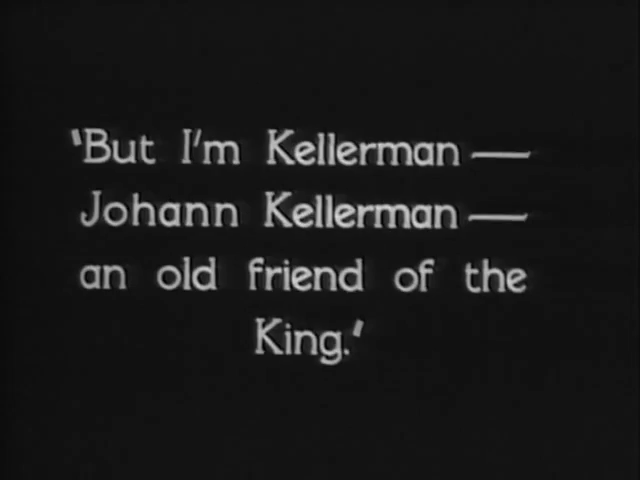 'But I'm Kellerman —
Johann Kellerman —
an old friend of the
King.'